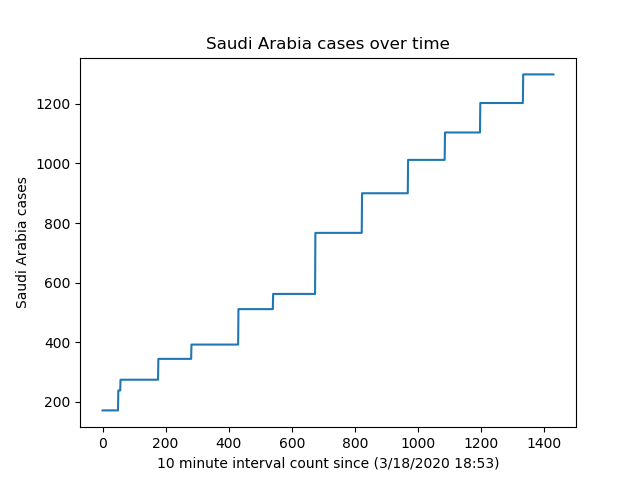 Saudi Arabia cases over time
1200
1000
800
600
400
200
Saudi Arabia cases
0 200 400 600 800 1000 1200 1400
10 minute interval count since (3/18/2020 18:53)